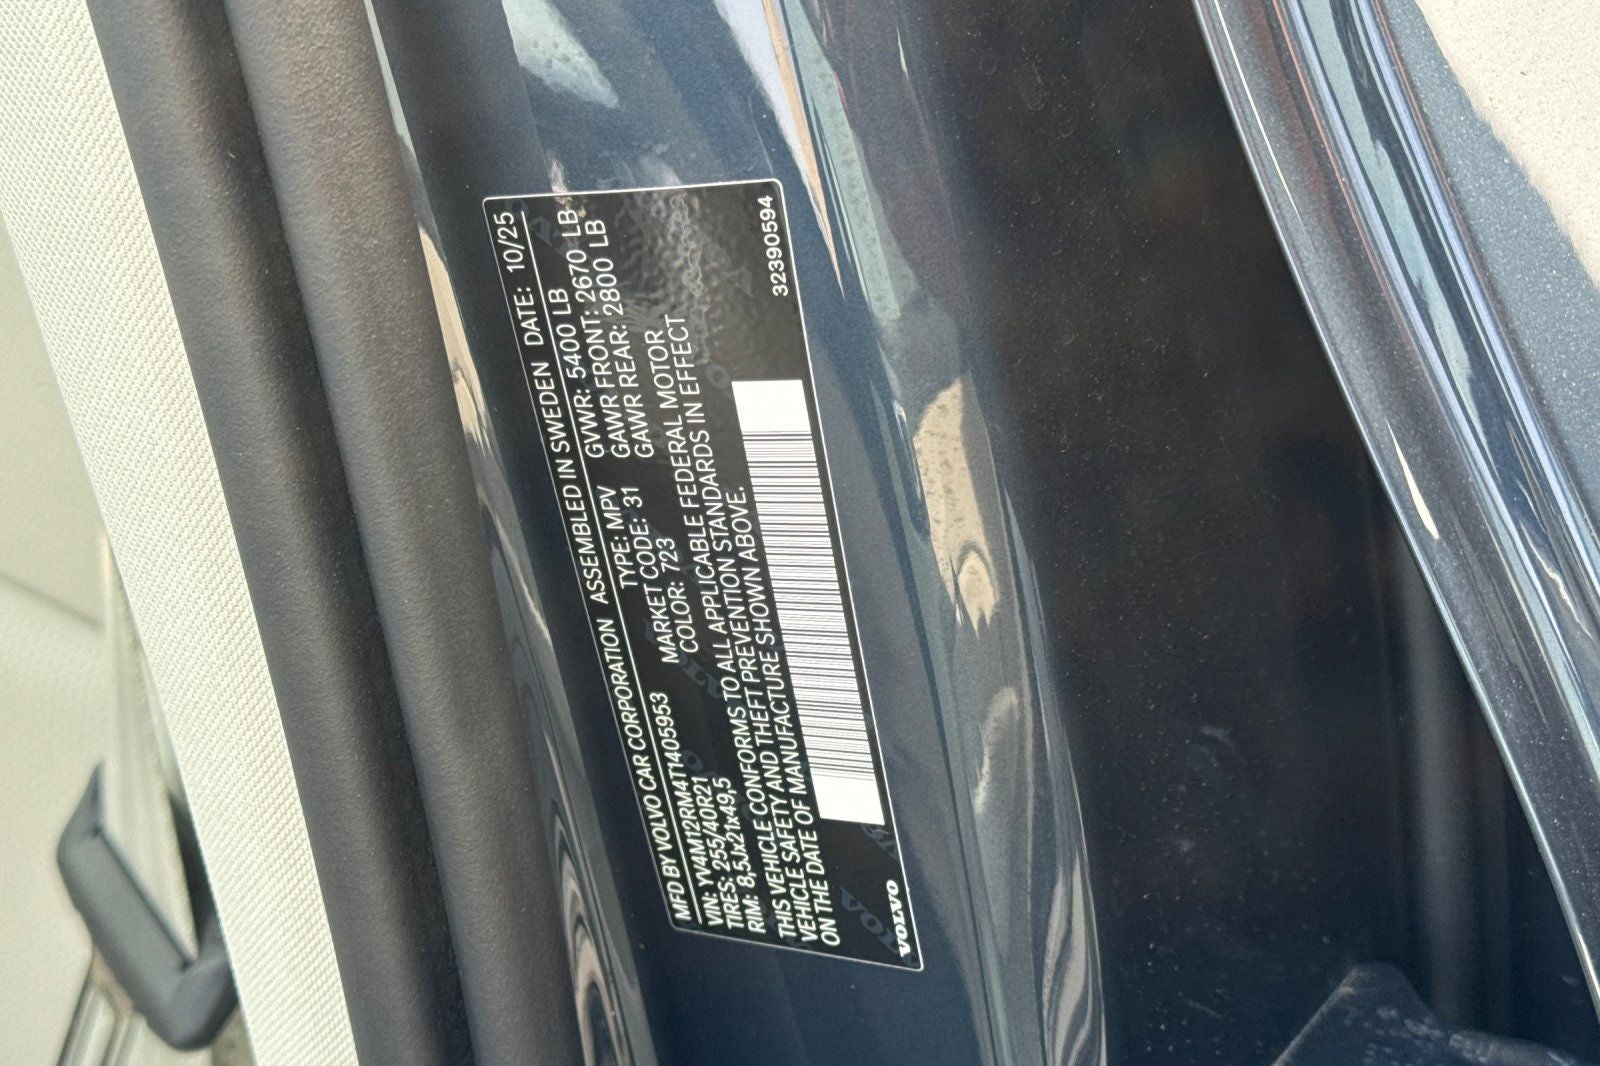 MFD BY VOLVO CAR CORPORATION ASSEMBLED IN SWEDEN DATE: 10/25
VIN: YV4M12RM4T1405953 TYPE: MPV GVWR: 5400 LB
TIRES: 255/40R21 MARKET CODE: 31 GAWR FRONT: 2670 LB
RIM: 8,5Jx21x49,5 COLOR: 723 GAWR REAR: 2800 LB
THIS VEHICLE CONFORMS TO ALL APPLICABLE FEDERAL MOTOR
VEHICLE SAFETY AND THEFT PREVENTION STANDARDS IN EFFECT
ON THE DATE OF MANUFACTURE SHOWN ABOVE.
VOLVO 32390594